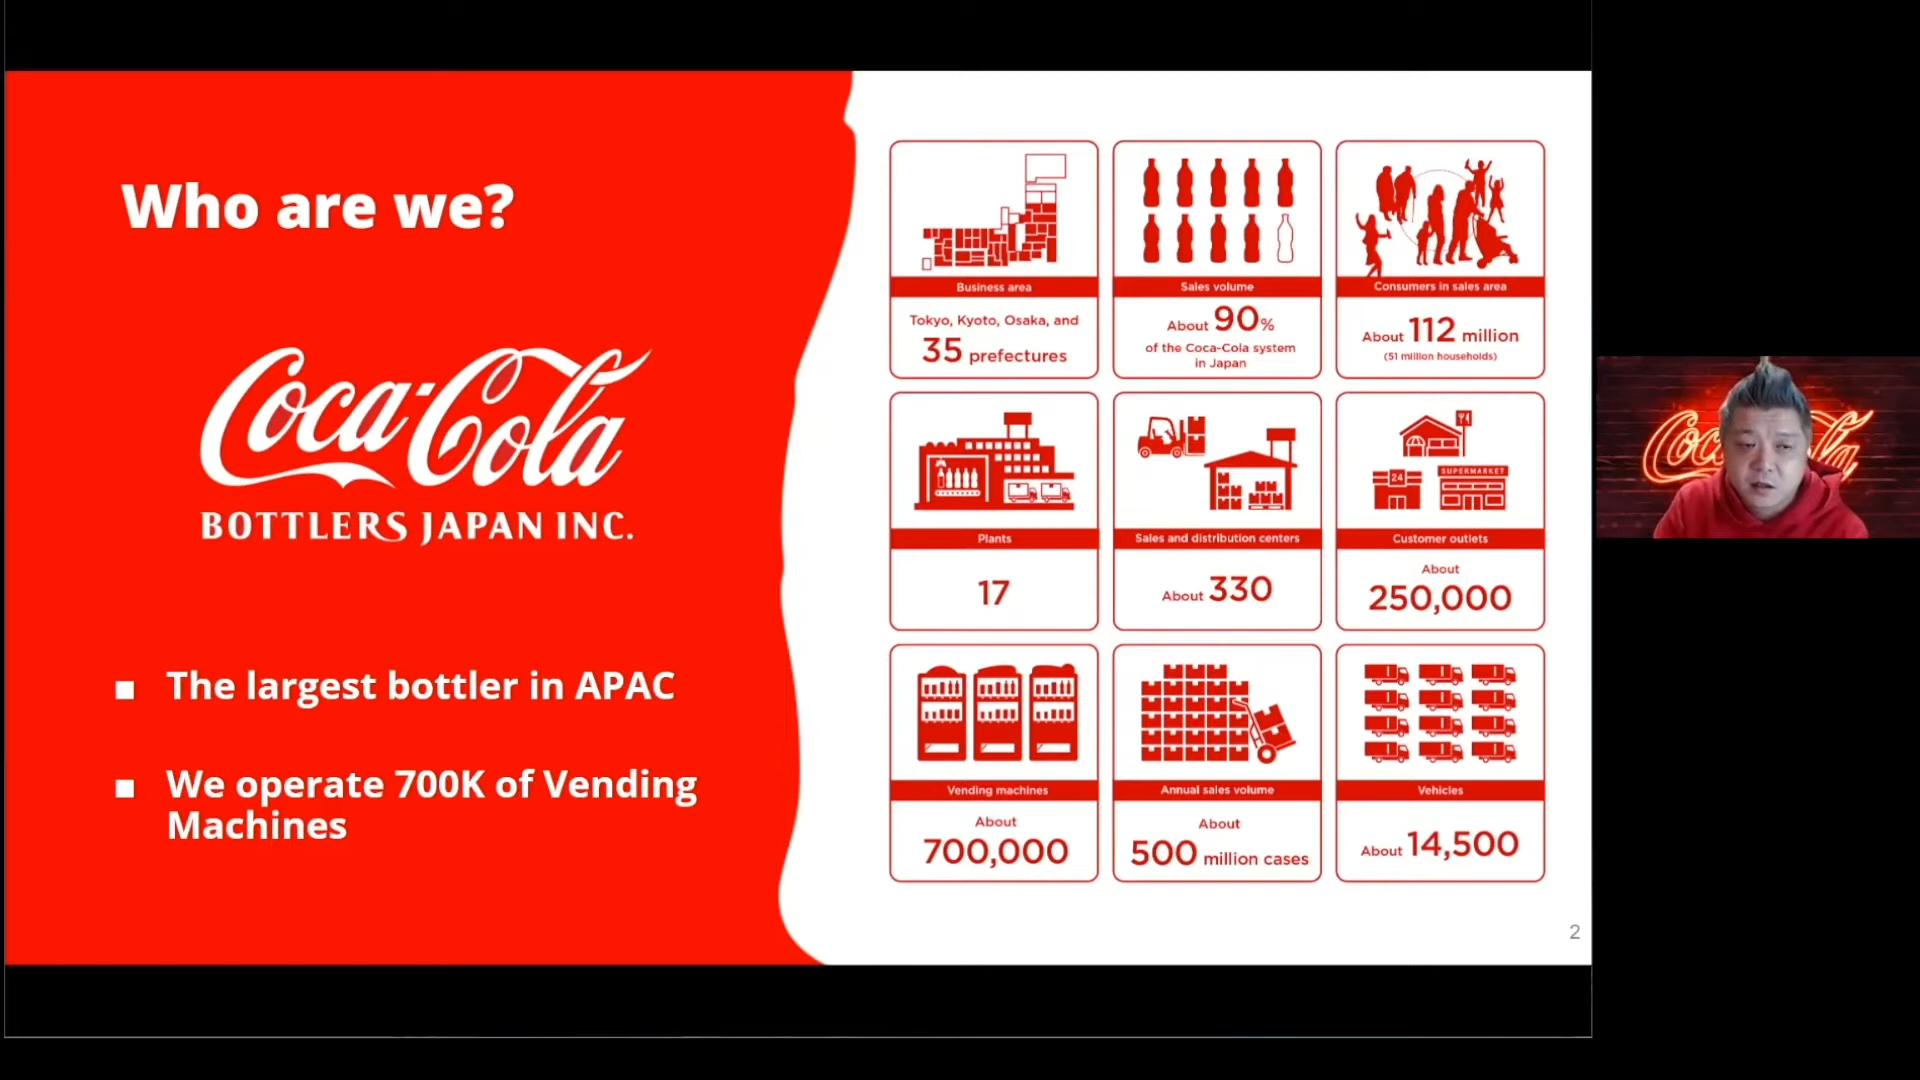 Who are we?
Coca-Cola
BOTTLERS JAPAN INC.
■ The largest bottler in APAC
■ We operate 700K of Vending
Machines
Business area
Tokyo, Kyoto, Osaka, and
35 prefectures
Sales volume
About 90%
of the Coca-Cola system
in Japan
Consumers in sales area
About 112 million
(51 million households)
Plants
17
Sales and distribution centers
About 330
24
SUPERMARKET
Customer outlets
About
250,000
Vending machines
About
700,000
Annual sales volume
About
500 million cases
Vehicles
About 14,500
2
Coca-Cola